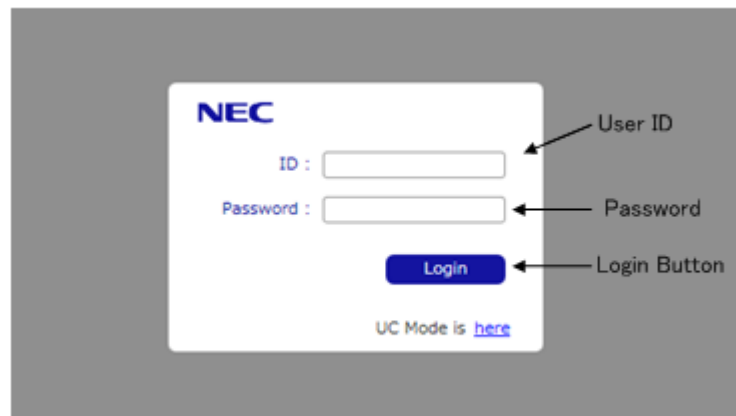 NEC
User ID
ID :
Password :
Password
Login
Login Button
UC Mode is here